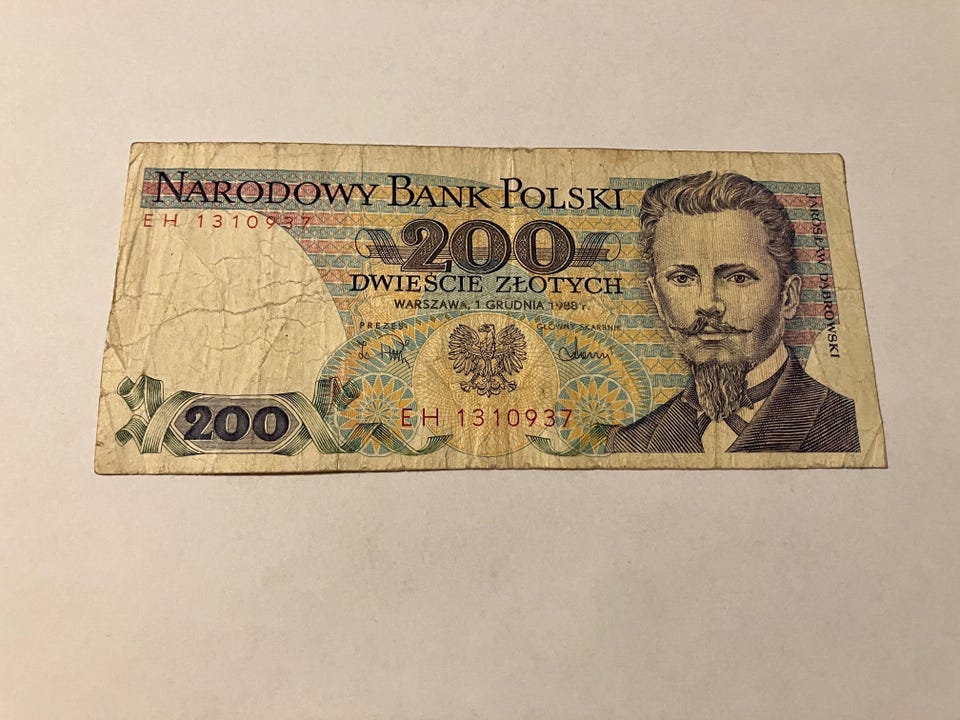 NARODOWY BANK POLSKI
EH 1310937
200
DWIEŚCIE ZŁOTYCH
WARSZAWA, 1 GRUDNIA 1988 r.
PREZES
GŁÓWNY SKARBNIK
200
EH 1310937
JAROSŁAW DĄBROWSKI